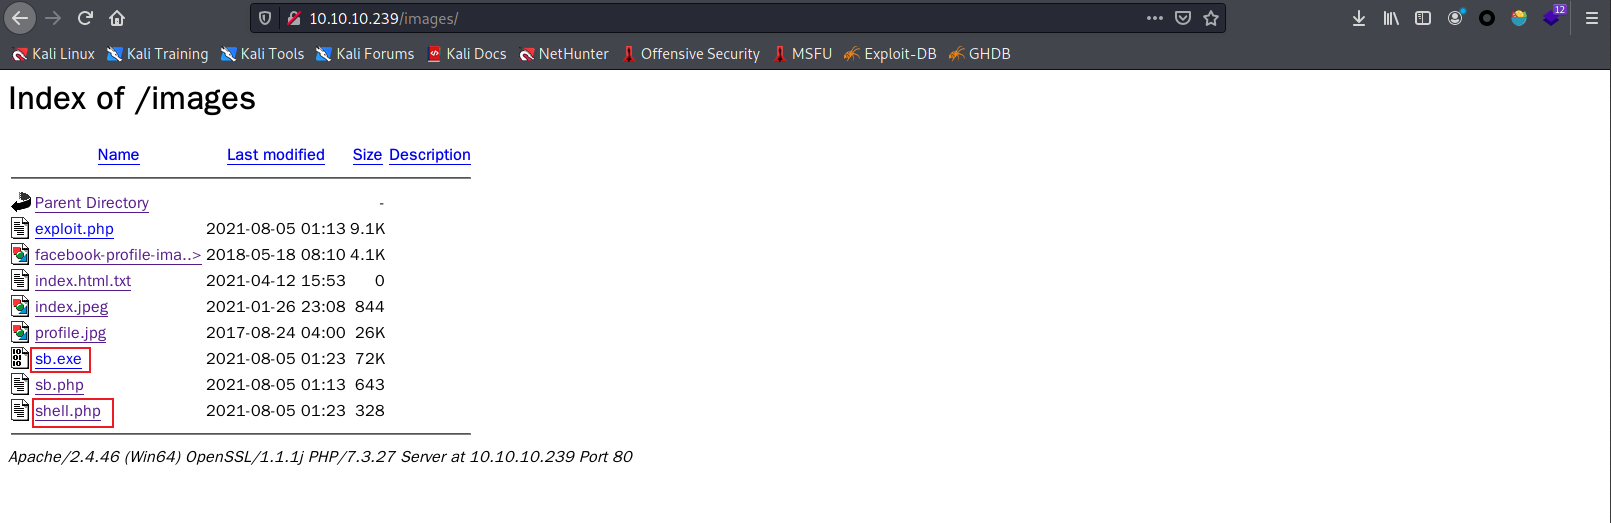 10.10.10.239/images/
12
Kali Linux Kali Training Kali Tools Kali Forums Kali Docs NetHunter Offensive Security MSFU Exploit-DB GHDB
Index of /images
Name Last modified Size Description
Parent Directory -
exploit.php 2021-08-05 01:13 9.1K
facebook-profile-ima..> 2018-05-18 08:10 4.1K
index.html.txt 2021-04-12 15:53 0
index.jpeg 2021-01-26 23:08 844
profile.jpg 2017-08-24 04:00 26K
sb.exe 2021-08-05 01:23 72K
sb.php 2021-08-05 01:13 643
shell.php 2021-08-05 01:23 328
Apache/2.4.46 (Win64) OpenSSL/1.1.1j PHP/7.3.27 Server at 10.10.10.239 Port 80